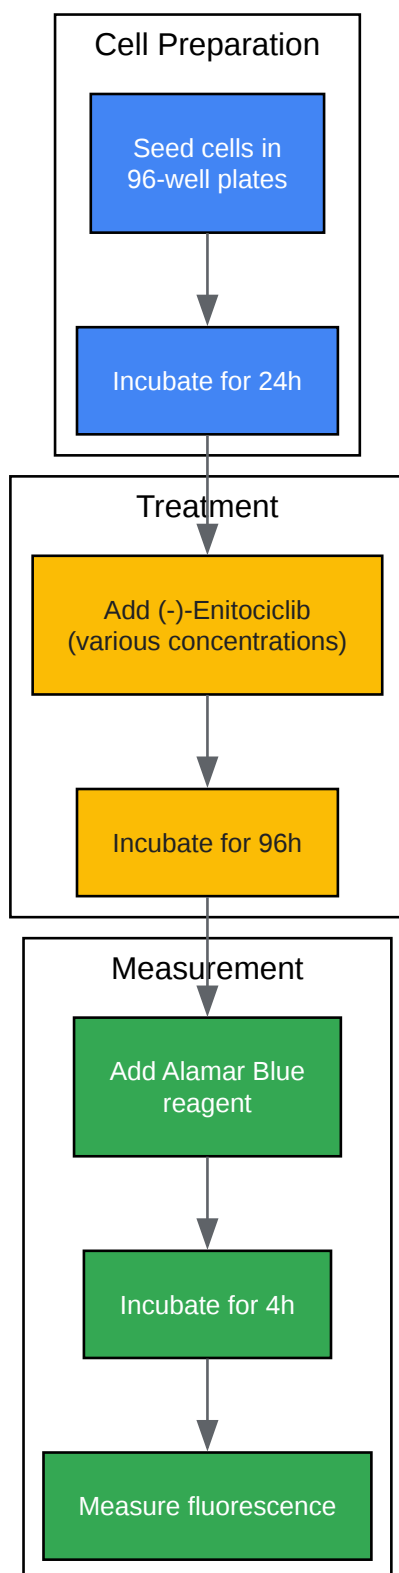 Cell Preparation
Seed cells in
96-well plates
Incubate for 24h
Treatment
Add (-)-Enitociclib
(various concentrations)
Incubate for 96h
Measurement
Add Alamar Blue
reagent
Incubate for 4h
Measure fluorescence